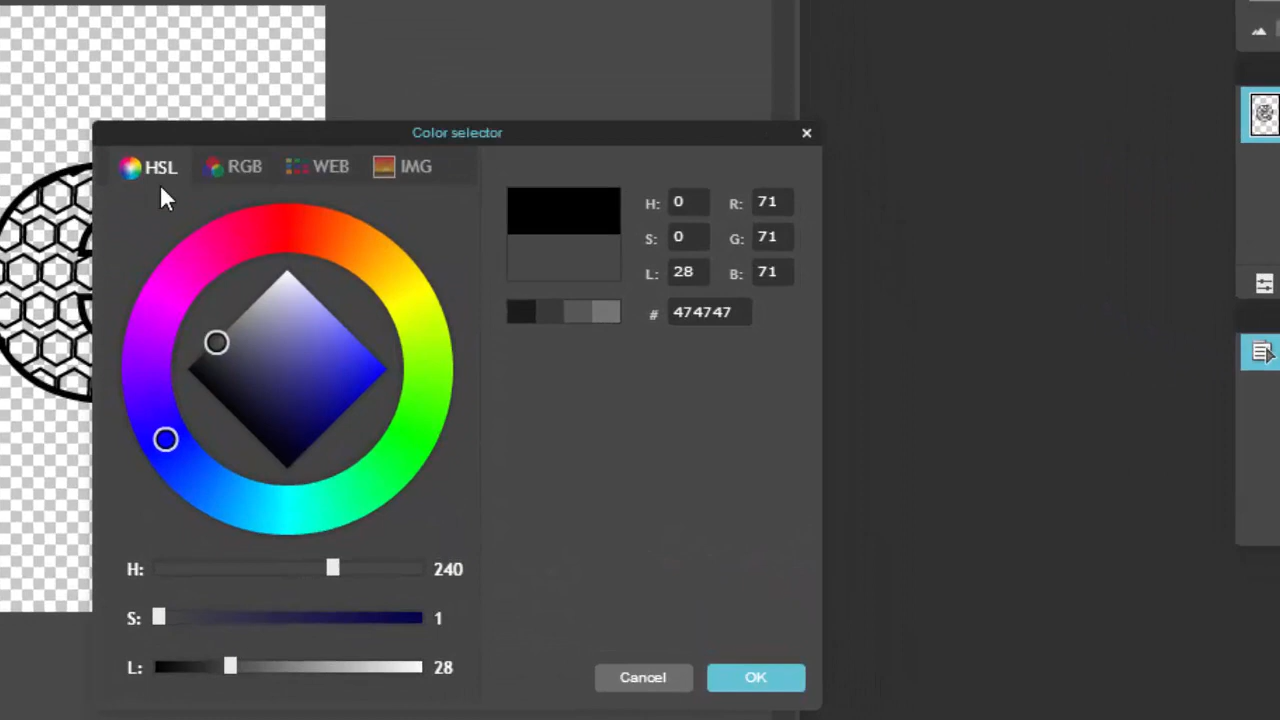 Color selector ×
HSL RGB WEB IMG
H: 0 R: 71
S: 0 G: 71
L: 28 B: 71
# 474747
H: 240
S: 1
L: 28
Cancel OK